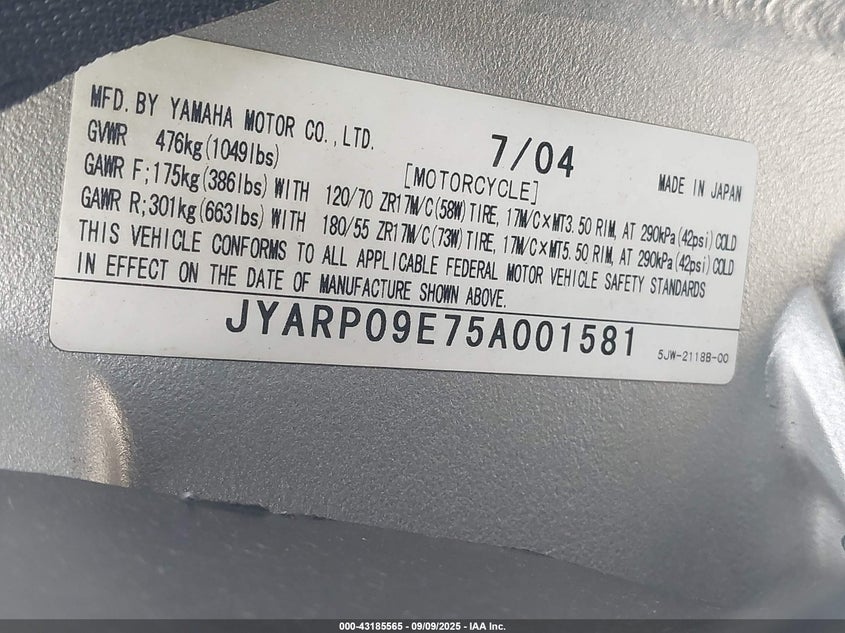 MFD. BY YAMAHA MOTOR CO., LTD.
7/04
GVWR 476kg(1049lbs)
[MOTORCYCLE]
MADE IN JAPAN
GAWR F;175kg(386lbs) WITH 120/70 ZR17M/C(58W)TIRE, 17M/C×MT3.50 RIM, AT 290kPa(42psi)COLD
GAWR R;301kg(663lbs) WITH 180/55 ZR17M/C(73W)TIRE, 17M/C×MT5.50 RIM, AT 290kPa(42psi)COLD
THIS VEHICLE CONFORMS TO ALL APPLICABLE FEDERAL MOTOR VEHICLE SAFETY STANDARDS
IN EFFECT ON THE DATE OF MANUFACTURE SHOWN ABOVE.
JYARP09E75A001581
5JW-2118B-00
000-43185565 - 09/09/2025 - IAA Inc.